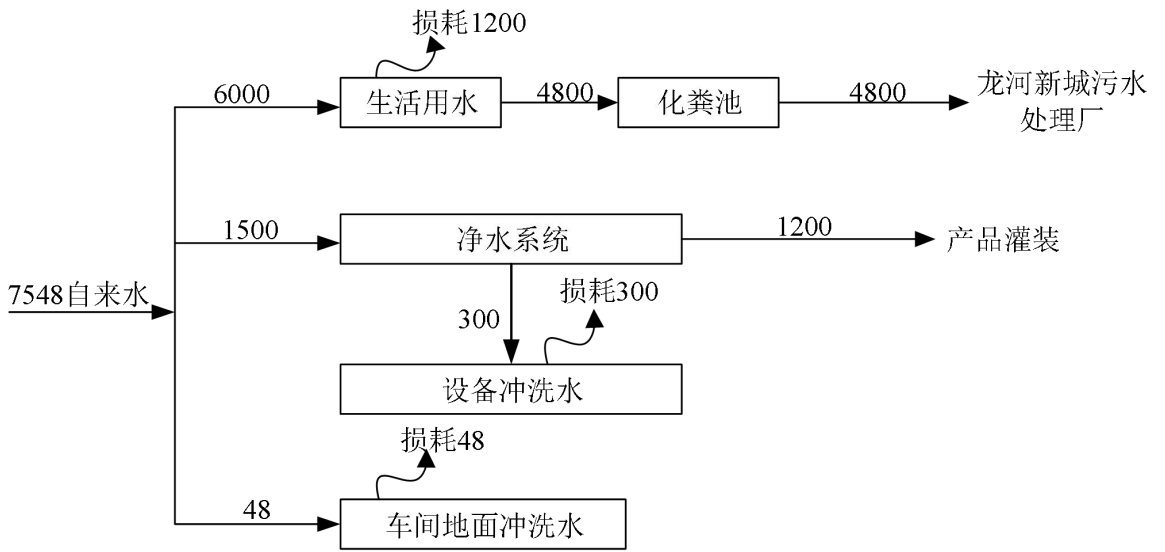 损耗1200
6000
生活用水
4800
化粪池
4800
龙河新城污水
处理厂
1500
净水系统
1200
产品灌装
7548自来水
300
损耗300
设备冲洗水
损耗48
48
车间地面冲洗水